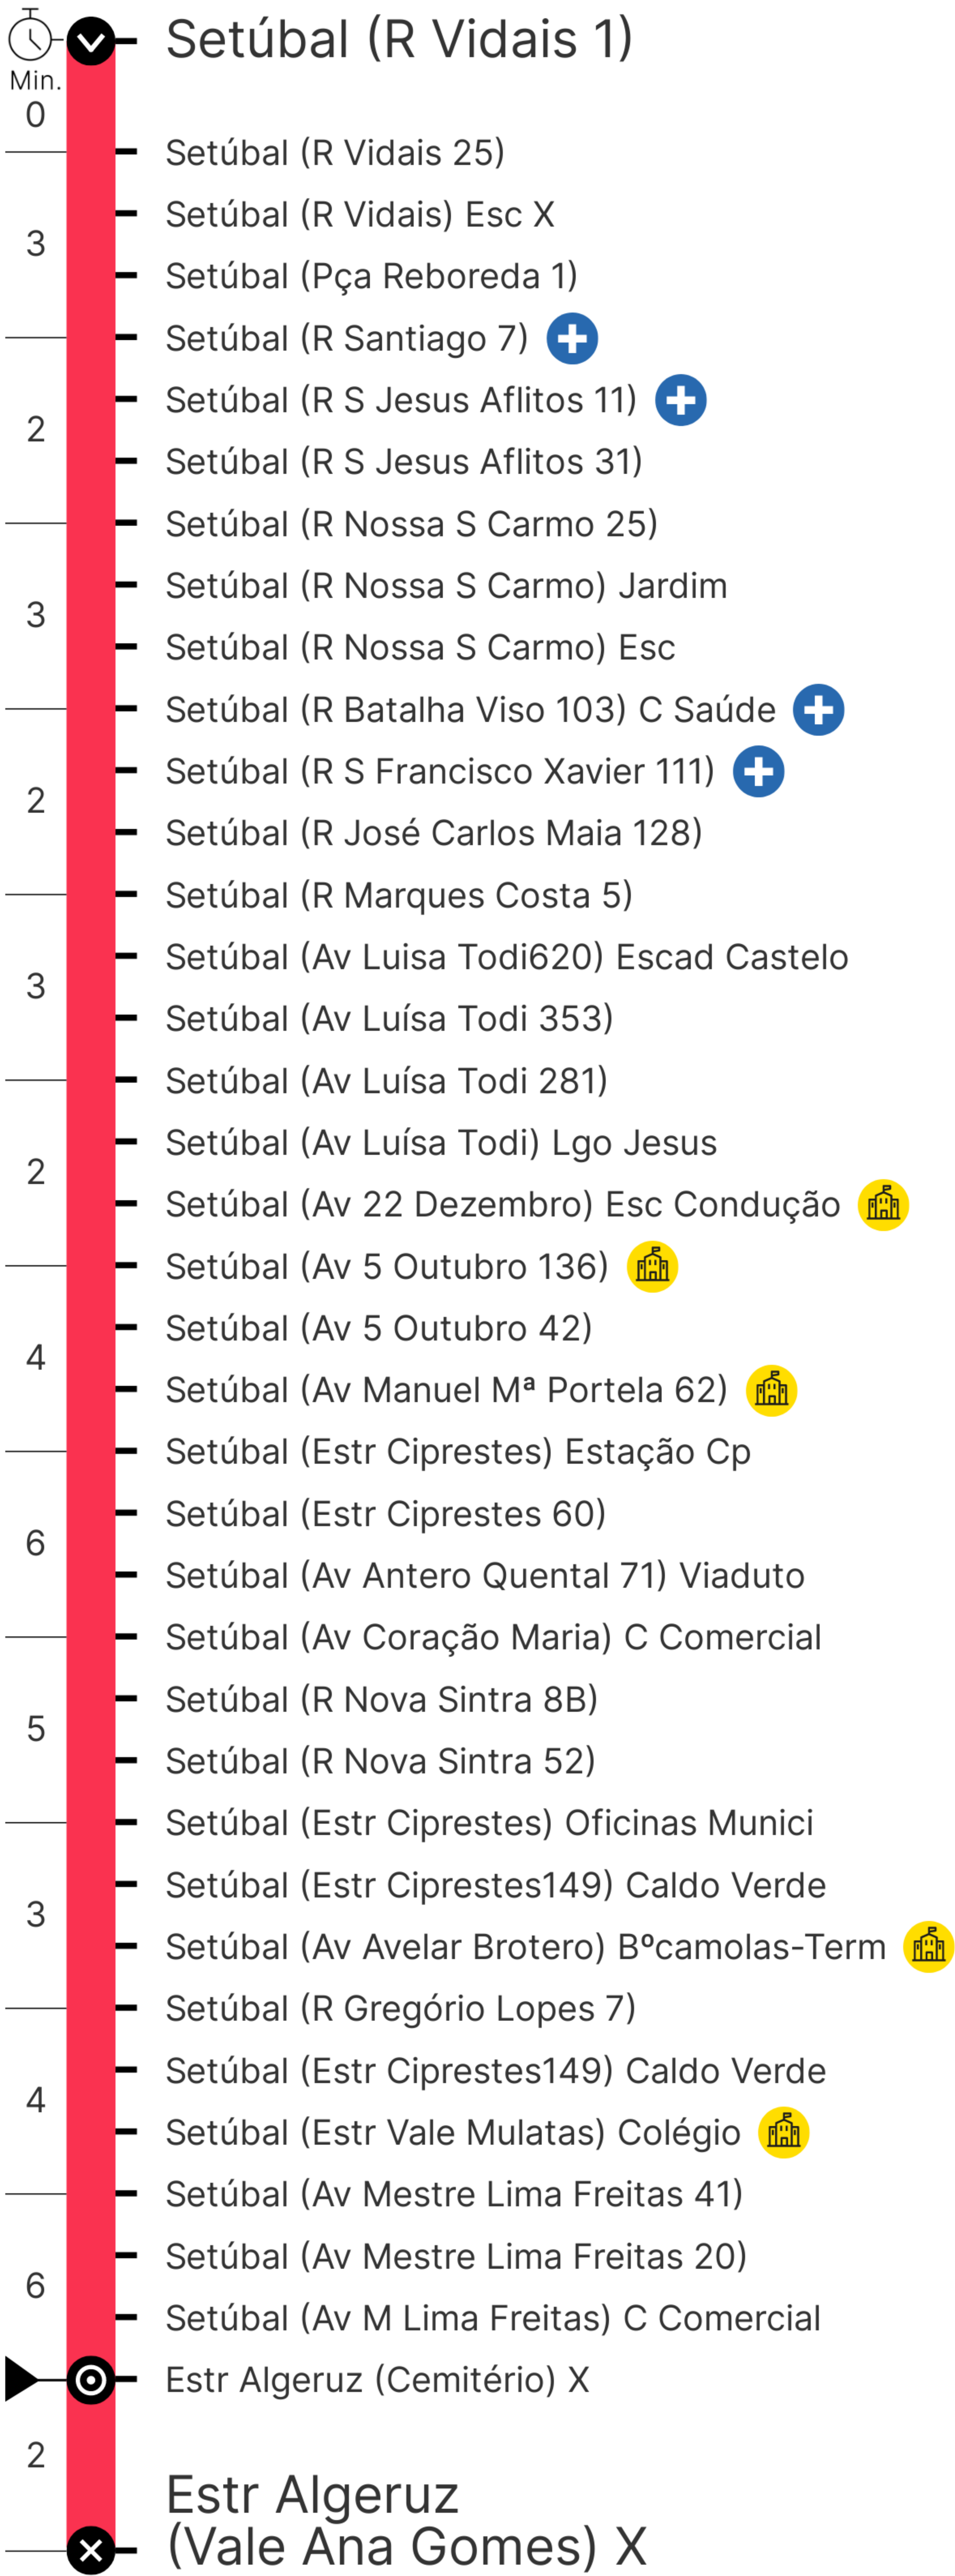 Setúbal (R Vidais 1)
Min.
0
Setúbal (R Vidais 25)
Setúbal (R Vidais) Esc X
3
Setúbal (Pça Reboreda 1)
Setúbal (R Santiago 7)
Setúbal (R S Jesus Aflitos 11)
2
Setúbal (R S Jesus Aflitos 31)
Setúbal (R Nossa S Carmo 25)
Setúbal (R Nossa S Carmo) Jardim
3
Setúbal (R Nossa S Carmo) Esc
Setúbal (R Batalha Viso 103) C Saúde
Setúbal (R S Francisco Xavier 111)
2
Setúbal (R José Carlos Maia 128)
Setúbal (R Marques Costa 5)
Setúbal (Av Luisa Todi620) Escad Castelo
3
Setúbal (Av Luísa Todi 353)
Setúbal (Av Luísa Todi 281)
Setúbal (Av Luísa Todi) Lgo Jesus
2
Setúbal (Av 22 Dezembro) Esc Condução
Setúbal (Av 5 Outubro 136)
Setúbal (Av 5 Outubro 42)
4
Setúbal (Av Manuel Mª Portela 62)
Setúbal (Estr Ciprestes) Estação Cp
Setúbal (Estr Ciprestes 60)
6
Setúbal (Av Antero Quental 71) Viaduto
Setúbal (Av Coração Maria) C Comercial
Setúbal (R Nova Sintra 8B)
5
Setúbal (R Nova Sintra 52)
Setúbal (Estr Ciprestes) Oficinas Munici
Setúbal (Estr Ciprestes149) Caldo Verde
3
Setúbal (Av Avelar Brotero) Bºcamolas-Term
Setúbal (R Gregório Lopes 7)
Setúbal (Estr Ciprestes149) Caldo Verde
4
Setúbal (Estr Vale Mulatas) Colégio
Setúbal (Av Mestre Lima Freitas 41)
Setúbal (Av Mestre Lima Freitas 20)
6
Setúbal (Av M Lima Freitas) C Comercial
Estr Algeruz (Cemitério) X
2
Estr Algeruz
(Vale Ana Gomes) X